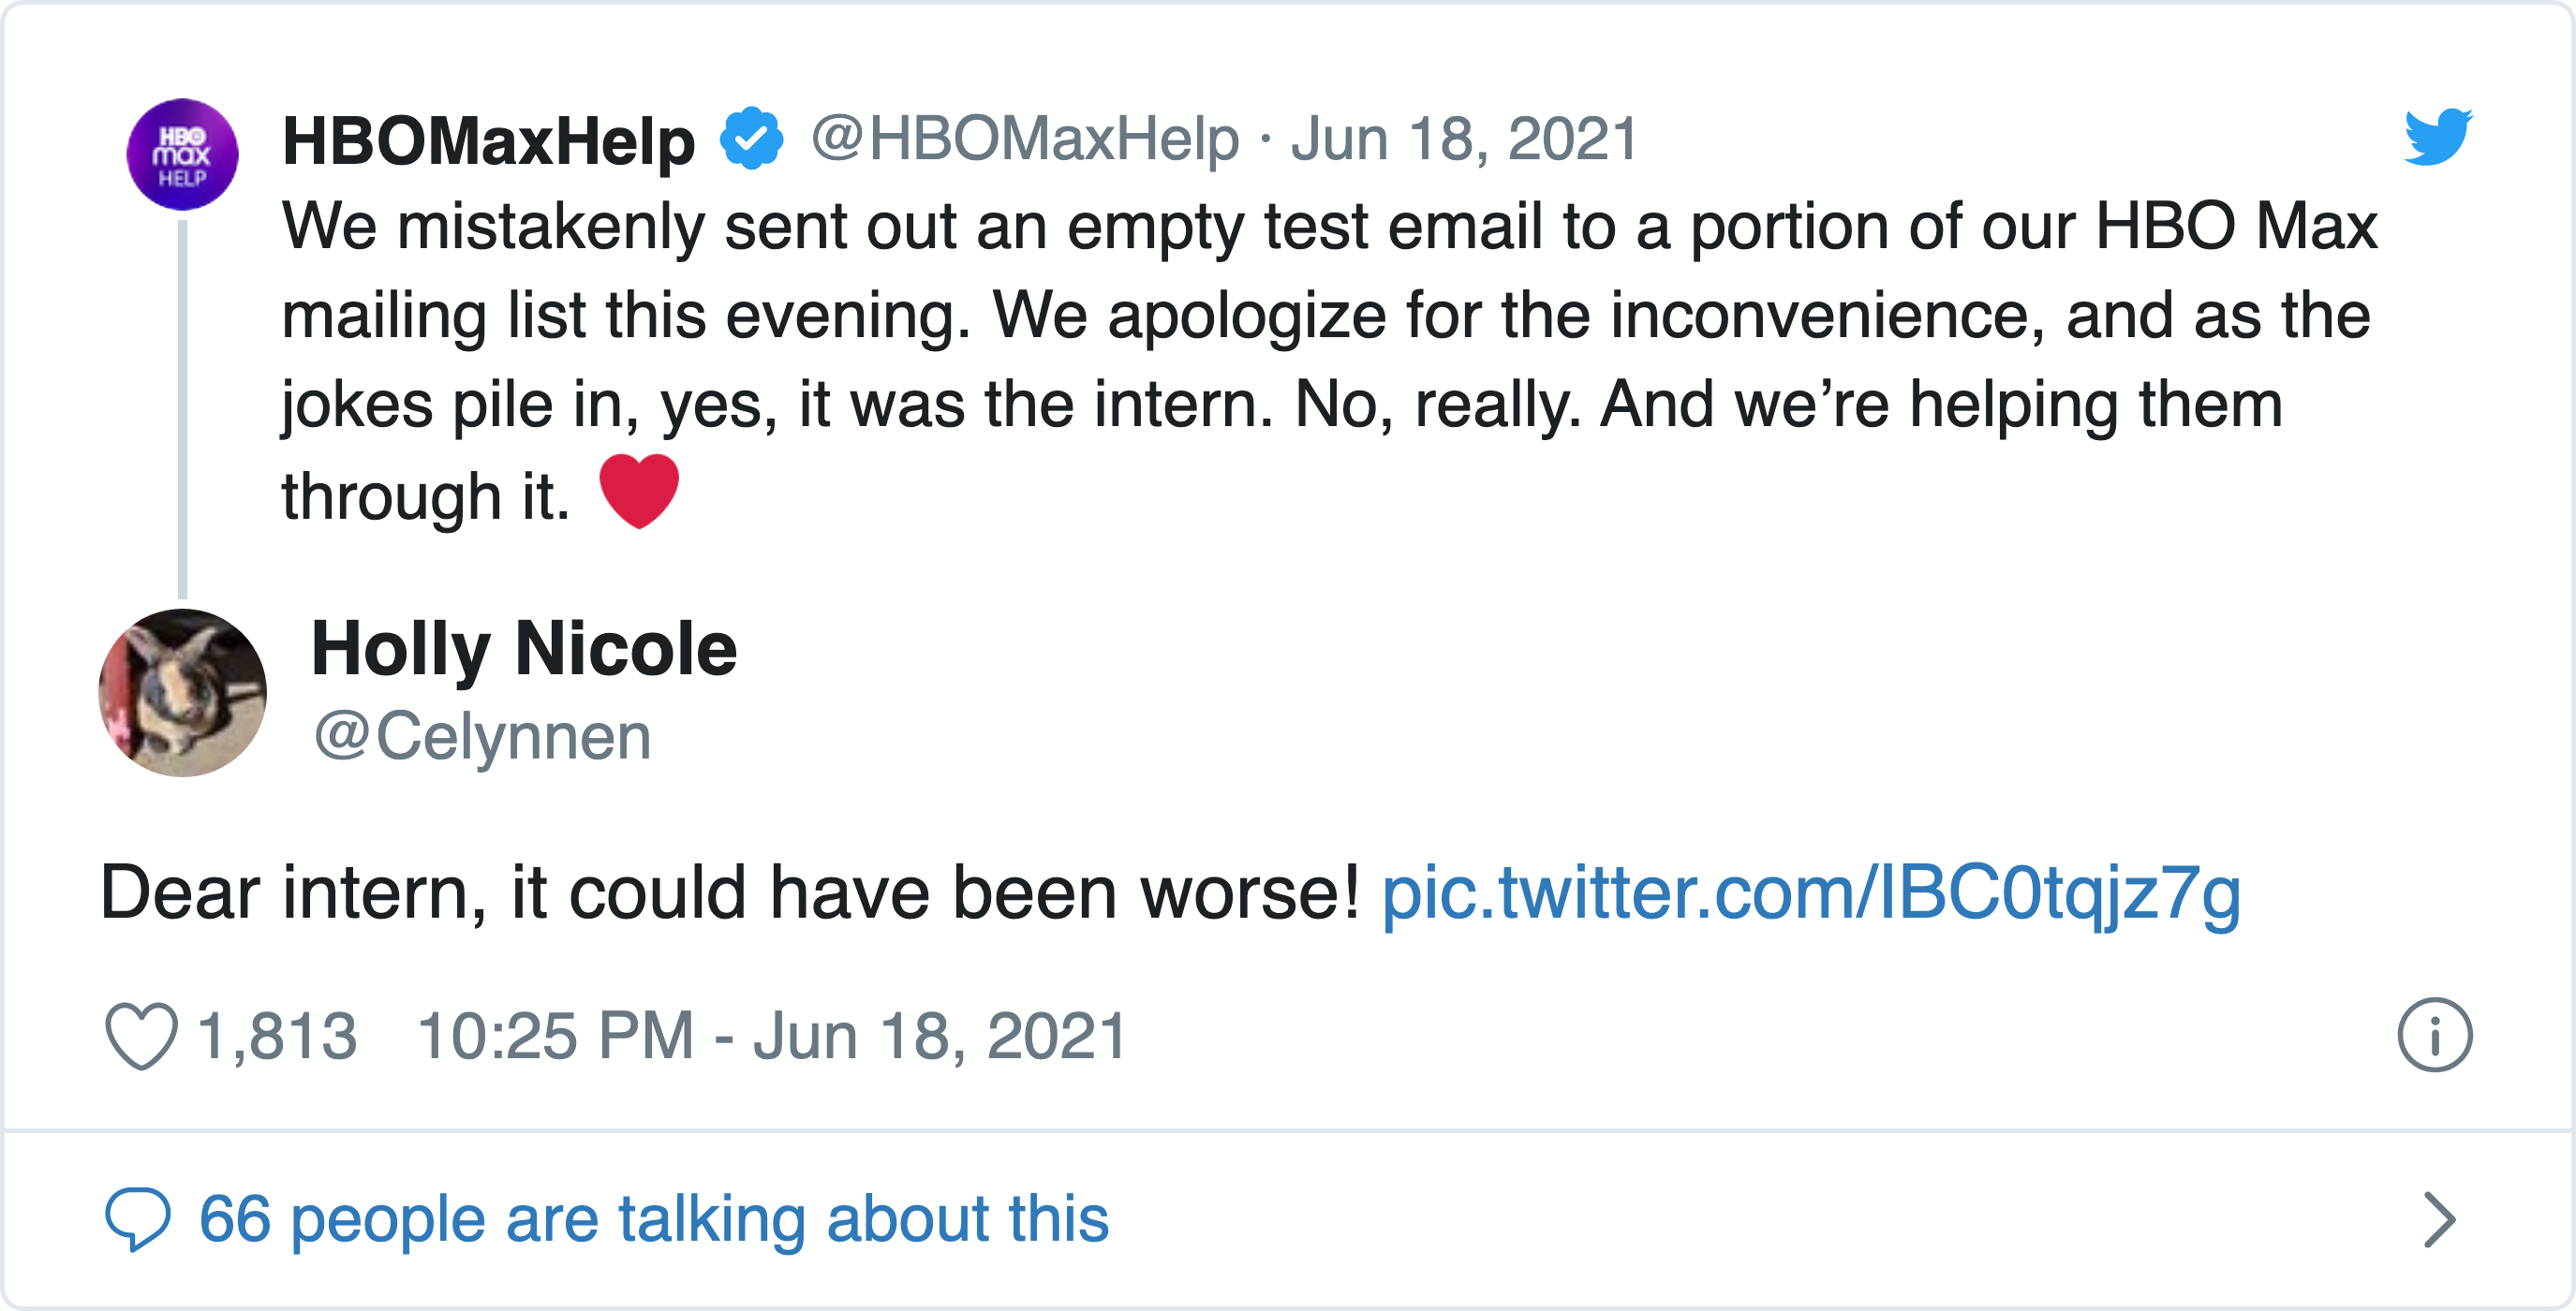 HBO
max
HELP
HBOMaxHelp @HBOMaxHelp · Jun 18, 2021
We mistakenly sent out an empty test email to a portion of our HBO Max
mailing list this evening. We apologize for the inconvenience, and as the
jokes pile in, yes, it was the intern. No, really. And we’re helping them
through it. ❤️
Holly Nicole
@Celynnen
Dear intern, it could have been worse! pic.twitter.com/IBC0tqjz7g
1,813 10:25 PM - Jun 18, 2021
66 people are talking about this